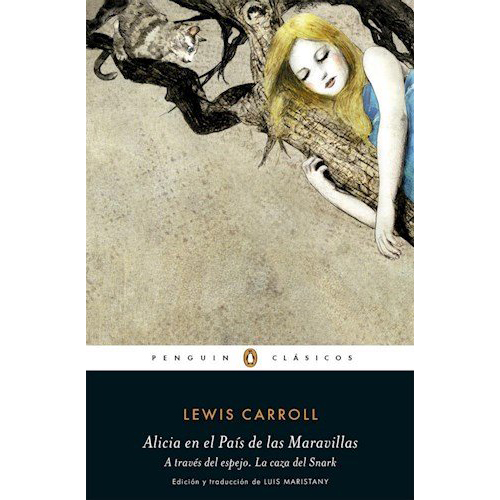 PENGUIN CLÁSICOS
LEWIS CARROLL
Alicia en el País de las Maravillas
A través del espejo. La caza del Snark
Edición y traducción de LUIS MARISTANY